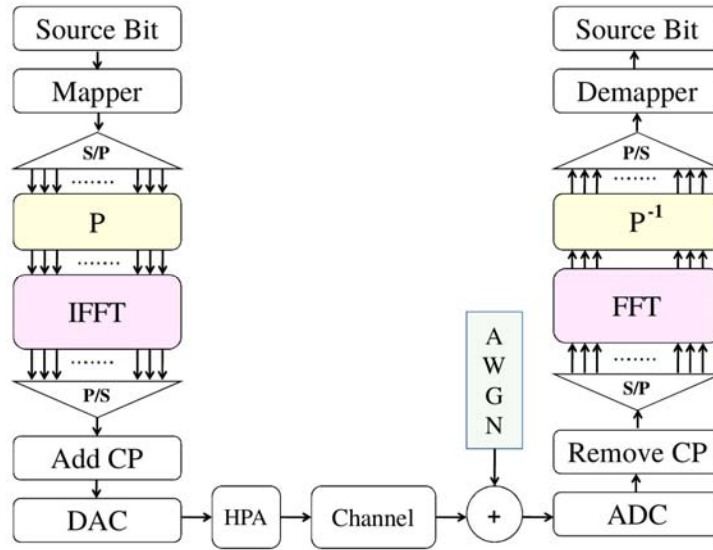 Source Bit
Mapper
S/P
.......
P
.......
IFFT
.......
P/S
Add CP
DAC
HPA
Channel
A
W
G
N
+
ADC
Remove CP
S/P
.......
FFT
P-1
.......
P/S
Demapper
Source Bit